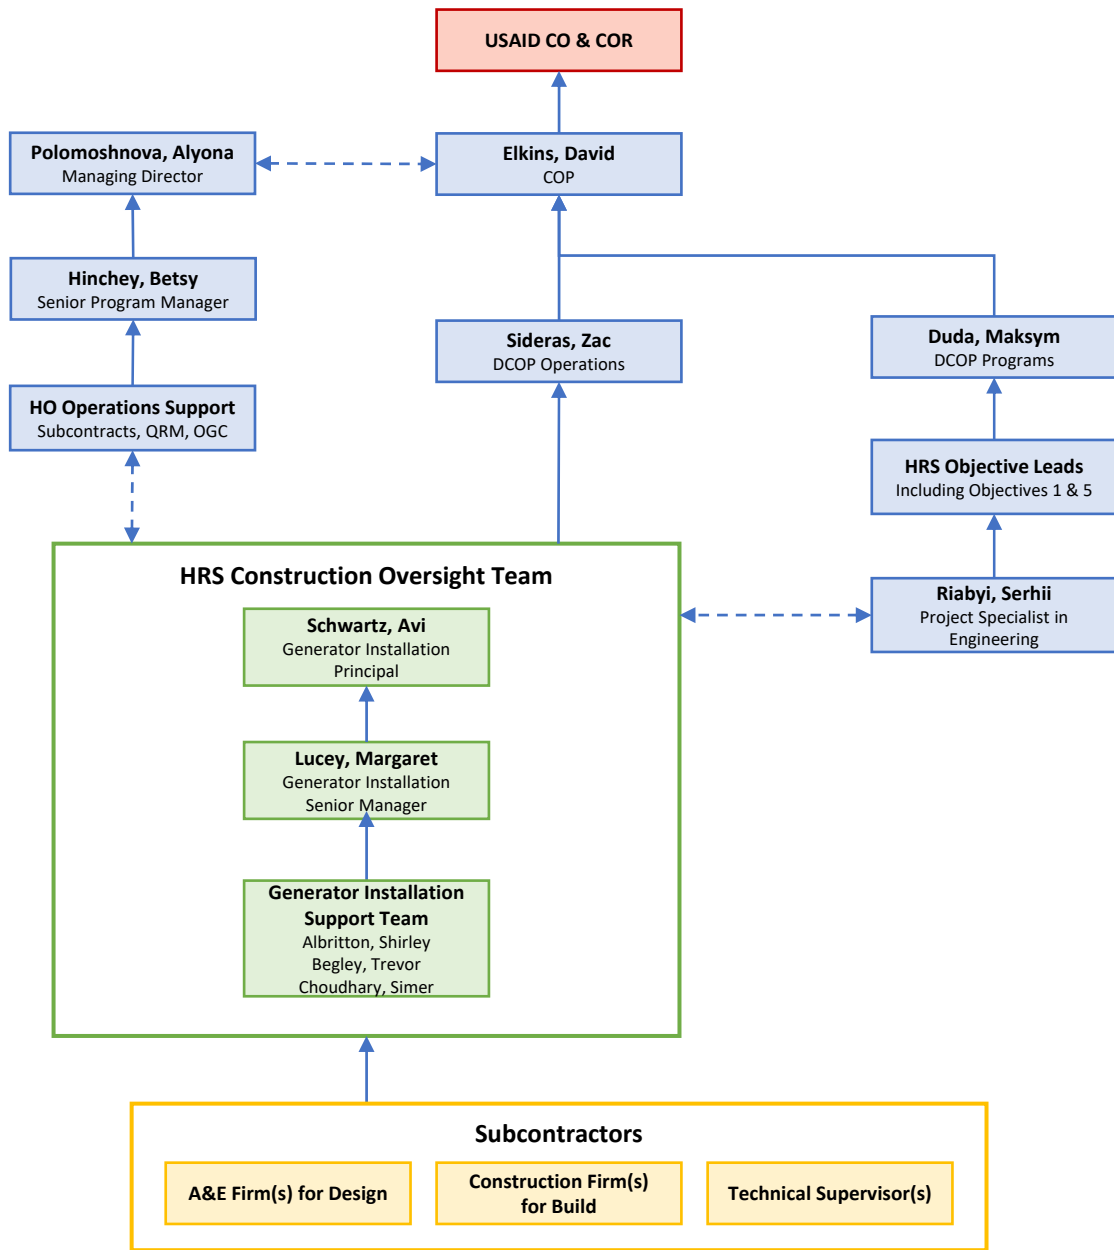 USAID CO & COR
Polomoshnova, Alyona
Managing Director
Elkins, David
COP
Hinchey, Betsy
Senior Program Manager
Sideras, Zac
DCOP Operations
Duda, Maksym
DCOP Programs
HO Operations Support
Subcontracts, QRM, OGC
HRS Objective Leads
Including Objectives 1 & 5
Riabyi, Serhii
Project Specialist in
Engineering
HRS Construction Oversight Team
Schwartz, Avi
Generator Installation
Principal
Lucey, Margaret
Generator Installation
Senior Manager
Generator Installation
Support Team
Albritton, Shirley
Begley, Trevor
Choudhary, Simer
Subcontractors
A&E Firm(s) for Design
Construction Firm(s)
for Build
Technical Supervisor(s)